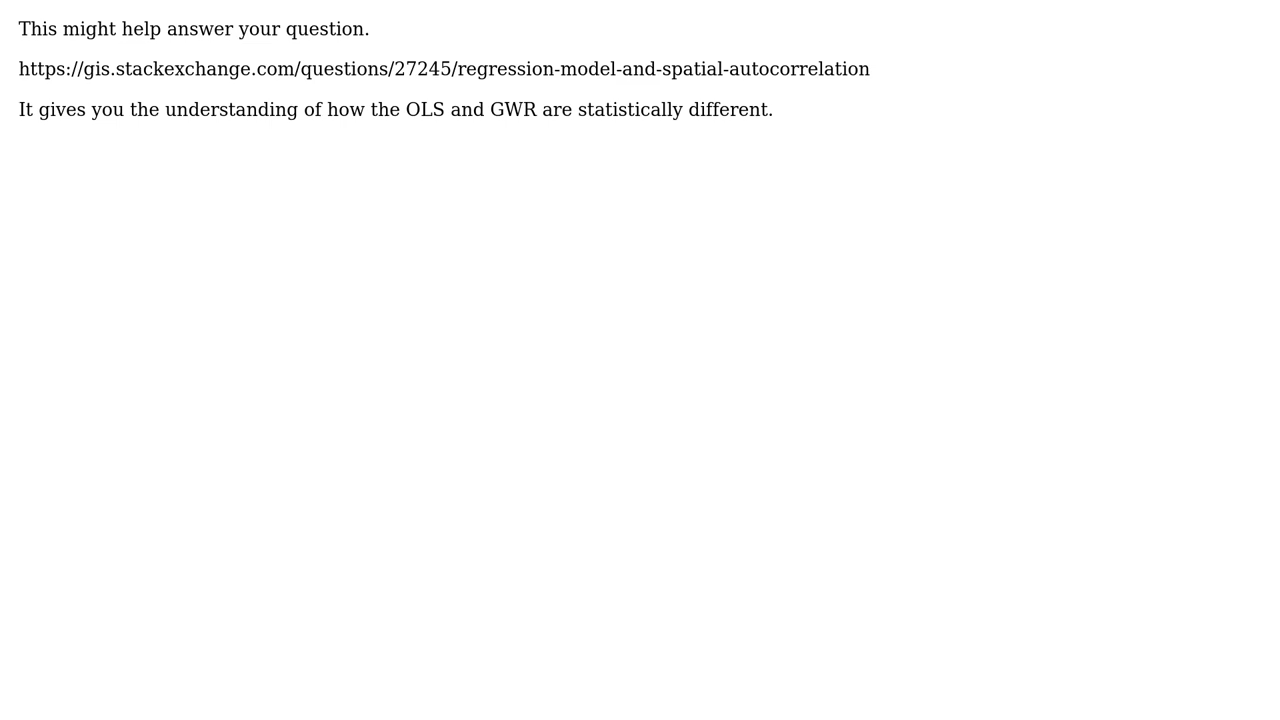 This might help answer your question.
https://gis.stackexchange.com/questions/27245/regression-model-and-spatial-autocorrelation
It gives you the understanding of how the OLS and GWR are statistically different.